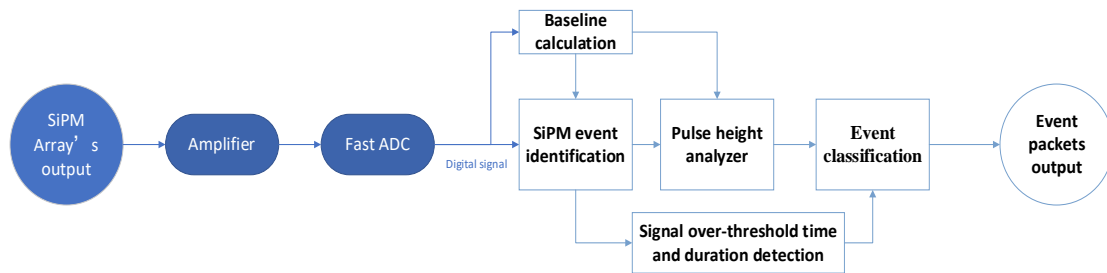 Baseline
calculation
SiPM
Array's
output
Amplifier
Fast ADC
Digital signal
SiPM event
identification
Pulse height
analyzer
Event
classification
Event
packets
output
Signal over-threshold time
and duration detection